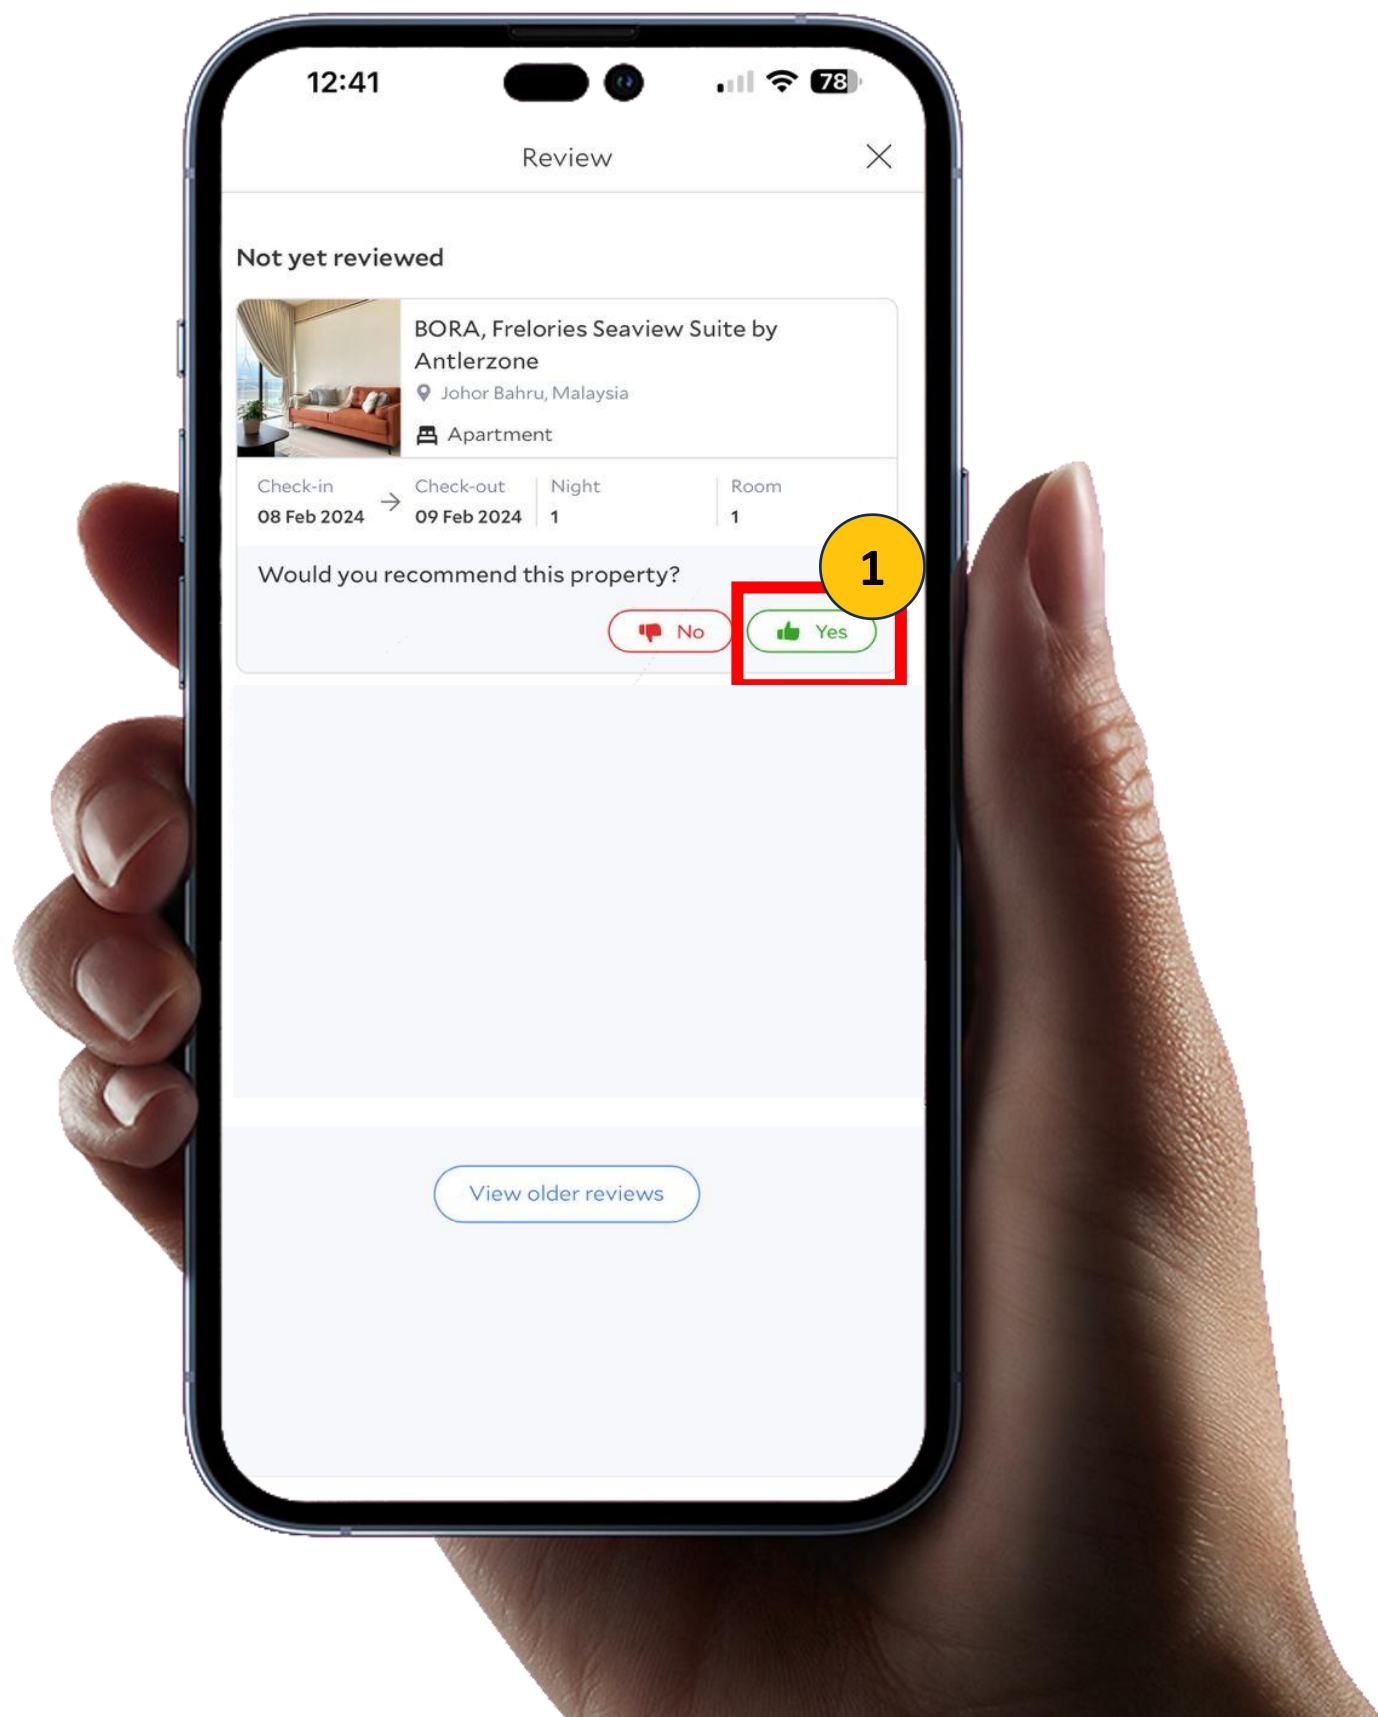 12:41
78
Review
Not yet reviewed
BORA, Frelories Seaview Suite by
Antlerzone
Johor Bahru, Malaysia
Apartment
Check-in
08 Feb 2024
Check-out
09 Feb 2024
Night
1
Room
1
Would you recommend this property?
1
No
Yes
View older reviews